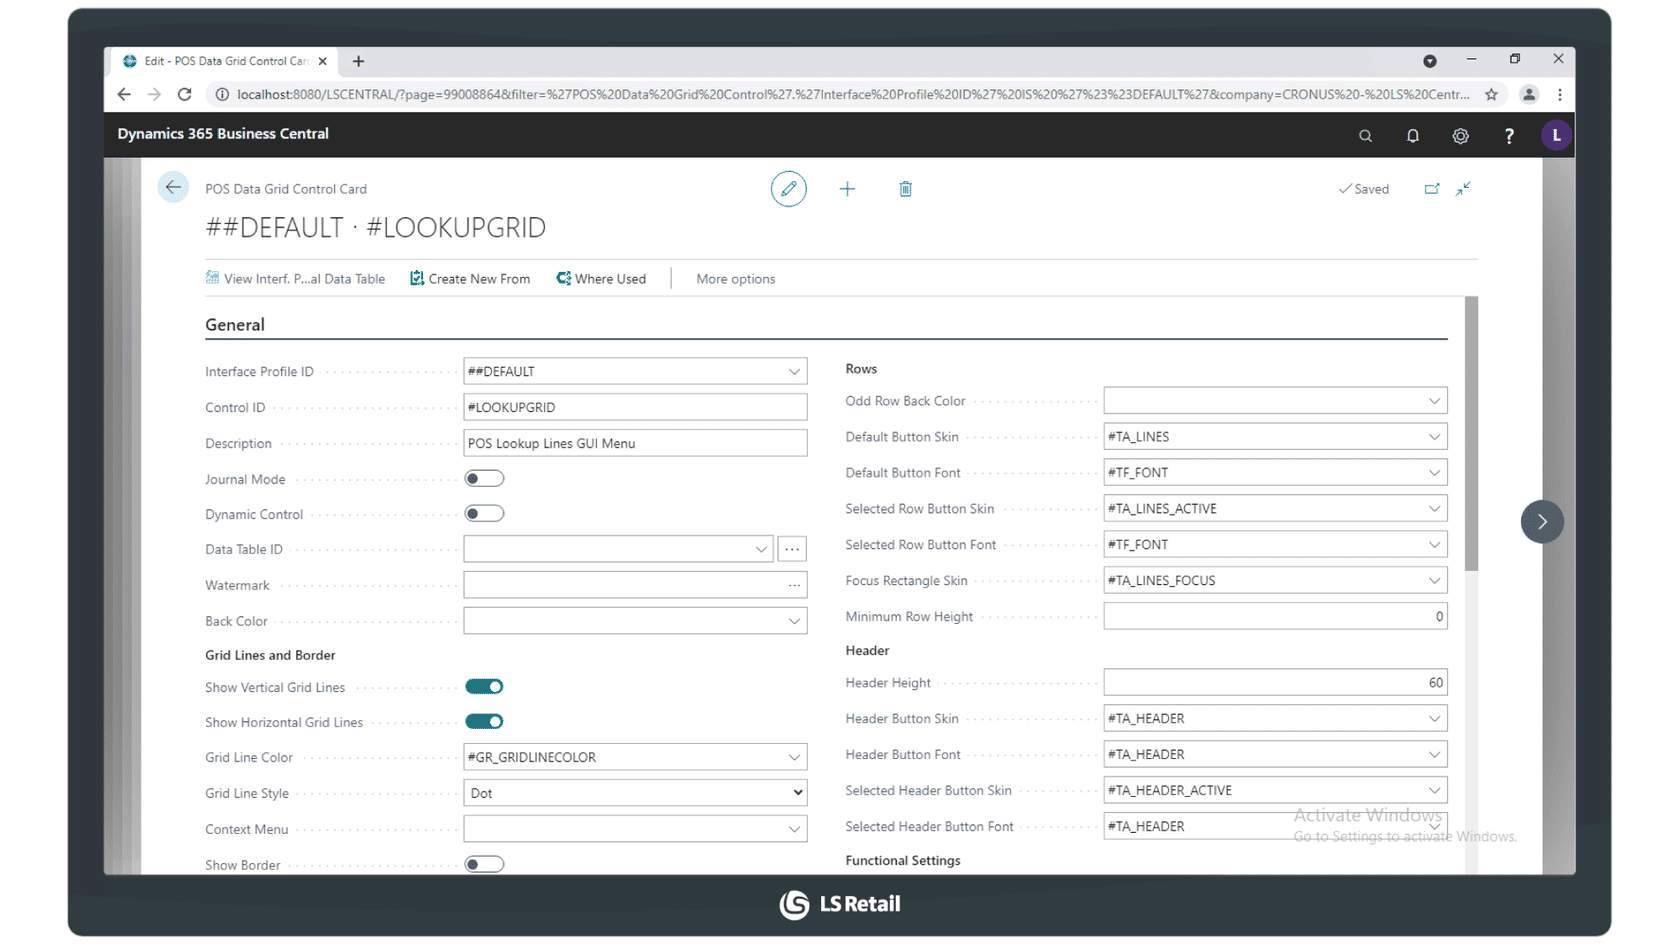 Edit - POS Data Grid Control Car
localhost:8080/LSCENTRAL/?page=99008864&filter=%27POS%20Data%20Grid%20Control%27.%27Interface%20Profile%20ID%27%20IS%20%27%23%23DEFAULT%27&company=CRONUS%20-%20LS%20Centr...
Dynamics 365 Business Central
? L
POS Data Grid Control Card
Saved
##DEFAULT · #LOOKUPGRID
View Interf. P...al Data Table Create New From Where Used More options
General
Interface Profile ID ##DEFAULT
Control ID #LOOKUPGRID
Description POS Lookup Lines GUI Menu
Journal Mode
Dynamic Control
Data Table ID ...
Watermark ...
Back Color
Grid Lines and Border
Show Vertical Grid Lines
Show Horizontal Grid Lines
Grid Line Color #GR_GRIDLINECOLOR
Grid Line Style Dot
Context Menu
Show Border
Rows
Odd Row Back Color
Default Button Skin #TA_LINES
Default Button Font #TF_FONT
Selected Row Button Skin #TA_LINES_ACTIVE
Selected Row Button Font #TF_FONT
Focus Rectangle Skin #TA_LINES_FOCUS
Minimum Row Height 0
Header
Header Height 60
Header Button Skin #TA_HEADER
Header Button Font #TA_HEADER
Selected Header Button Skin #TA_HEADER_ACTIVE
Selected Header Button Font #TA_HEADER
Functional Settings
Activate Windows
Go to Settings to activate Windows.
LS Retail